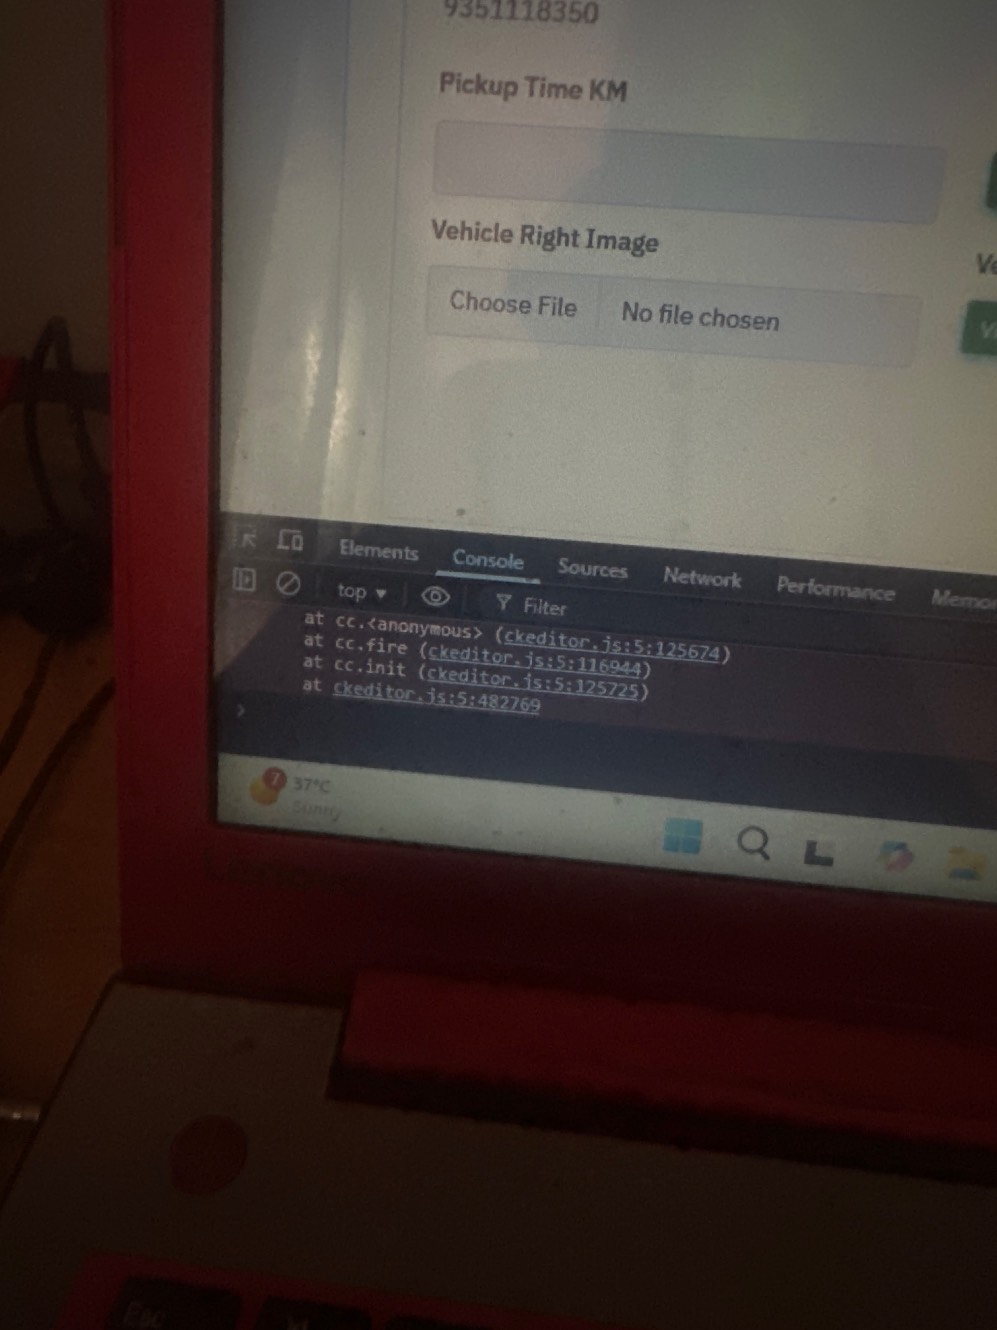 9351118350
Pickup Time KM
Vehicle Right Image
Choose File No file chosen
Elements Console Sources Network Performance
top Filter
at cc.<anonymous> (ckeditor.js:5:125674)
at cc.fire (ckeditor.js:5:116944)
at cc.init (ckeditor.js:5:125725)
at ckeditor.js:5:482769
7
37°C
Sunny
Esc